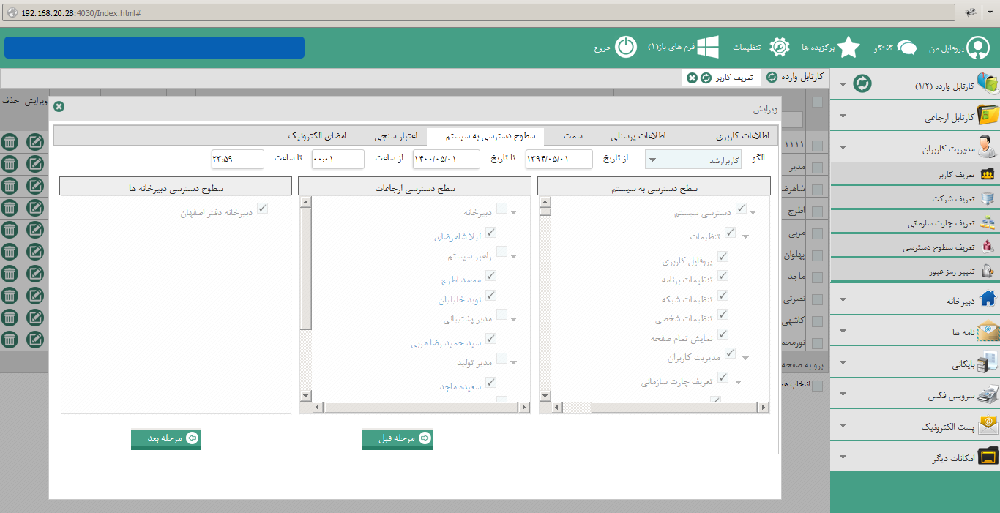 192.168.20.28:4030/Index.html#
پروفایل من
گفتگو
برگزیده ها
تنظیمات
فرم های باز(۱)
خروج
کارتابل وارده (۱/۲)
کارتابل ارجاعی
مدیریت کاربران
تعریف کاربر
تعریف شرکت
تعریف چارت سازمانی
تعریف سطوح دسترسی
تغییر رمز عبور
دبیرخانه
نامه ها
بایگانی
سرویس فکس
پست الکترونیک
امکانات دیگر
کارتابل وارده
تعریف کاربر
ویرایش
حذف
۱۱۱۱
مدیر
شاهرضا
اطرج
مربی
پهلوان
ماجد
نصرتی
کاشهی
نورمحم
برو به صفحه
انتخاب هم
ویرایش
اطلاعات کاربری
اطلاعات پرسنلی
سمت
سطوح دسترسی به سیستم
اعتبار سنجی
امضای الکترونیک
الگو
کاربرارشد
از تاریخ
۱۳۹۴/۰۵/۰۱
تا تاریخ
۱۴۰۰/۰۵/۰۱
از ساعت
۰۰:۰۱
تا ساعت
۲۳:۵۹
سطح دسترسی به سیستم
دسترسی سیستم
تنظیمات
پروفایل کاربری
تنظیمات برنامه
تنظیمات شبکه
تنظیمات شخصی
نمایش تمام صفحه
مدیریت کاربران
تعریف چارت سازمانی
سطح دسترسی ارجاعات
دبیرخانه
لیلا شاهرضای
راهبر سیستم
محمد اطرج
نوید خلیلیان
مدیر پشتیبانی
سید حمید رضا مربی
مدیر تولید
سعیده ماجد
سطوح دسترسی دبیرخانه ها
دبیرخانه دفتر اصفهان
مرحله قبل
مرحله بعد